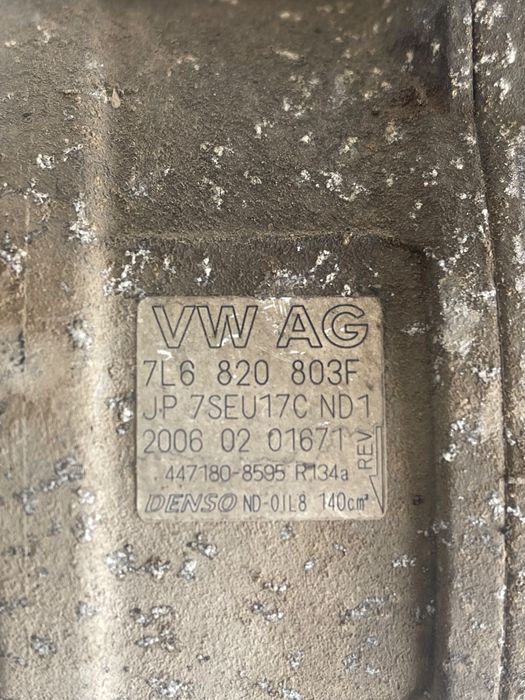 VW AG
7L6 820 803F
JP 7SEU17C ND1
2006 02 01671
REV
447180-8595 R134a
DENSO ND-OIL8 140cm³